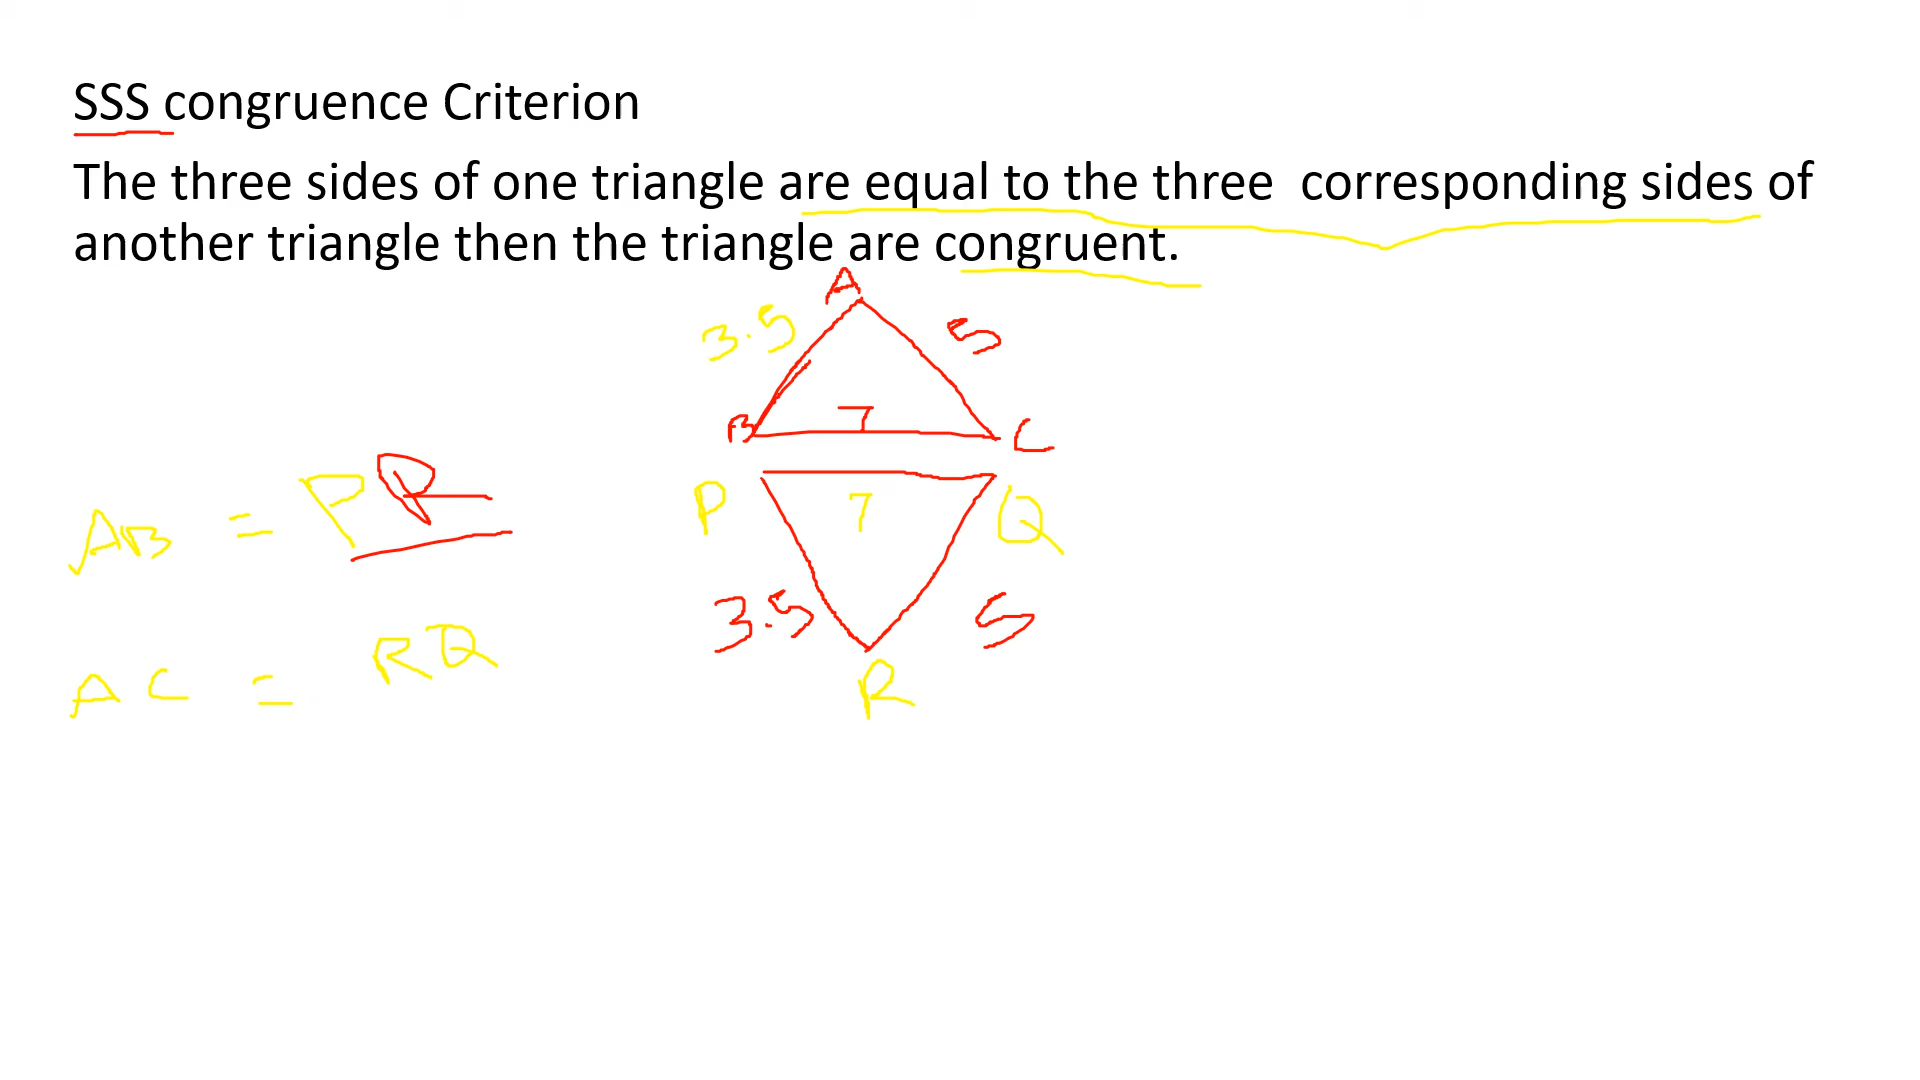 SSS congruence Criterion
The three sides of one triangle are equal to the three corresponding sides of
another triangle then the triangle are congruent.
A
3.5
5
B
7
C
P
7
Q
AB = PR
3.5
5
R
AC = RQ